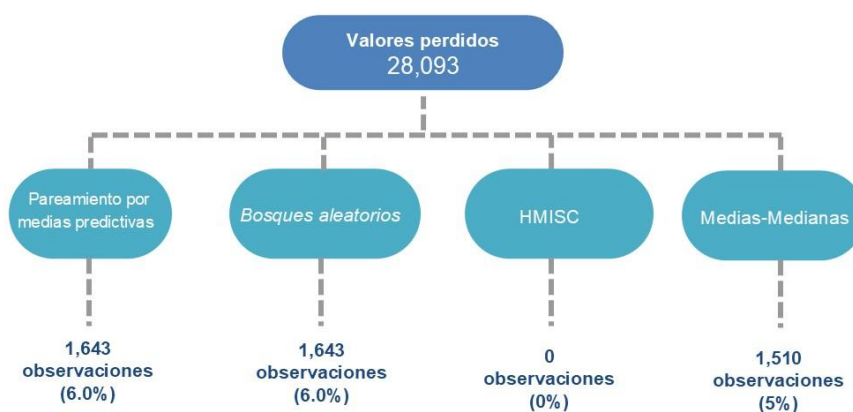 Valores perdidos
28,093
Pareamiento por
medias predictivas
Bosques aleatorios
HMISC
Medias-Medianas
1,643
observaciones
(6.0%)
1,643
observaciones
(6.0%)
0
observaciones
(0%)
1,510
observaciones
(5%)